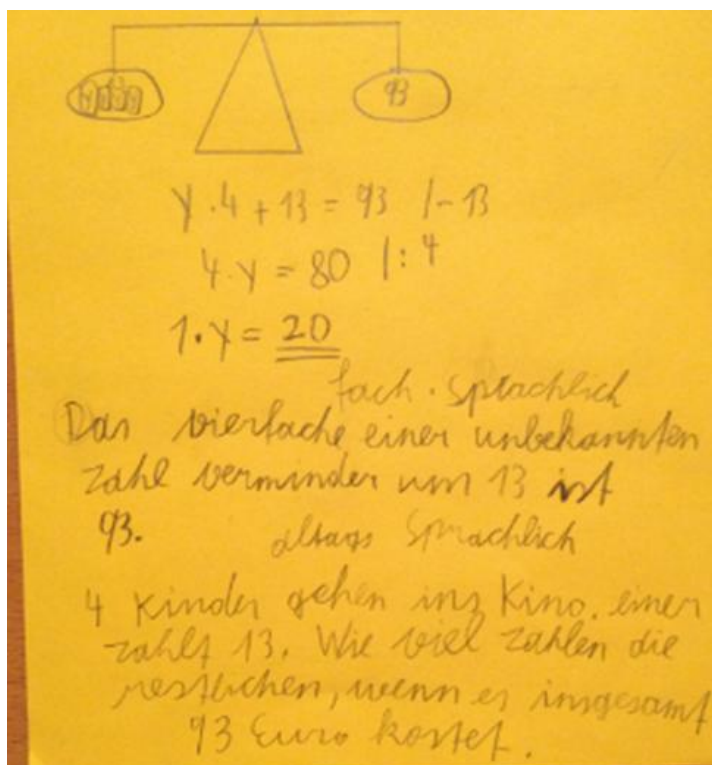 93
y · 4 + 13 = 93 | - 13
4 · y = 80 | : 4
1 · y = 20
fach · sprachlich
Das vierfache einer unbekannten
zahl verminder um 13 ist
93.
altags Sprachlich
4 Kinder gehen ins Kino. einer
zahlt 13. Wie viel zahlen die
restlichen, wenn es insgesamt
93 Euro kostet.